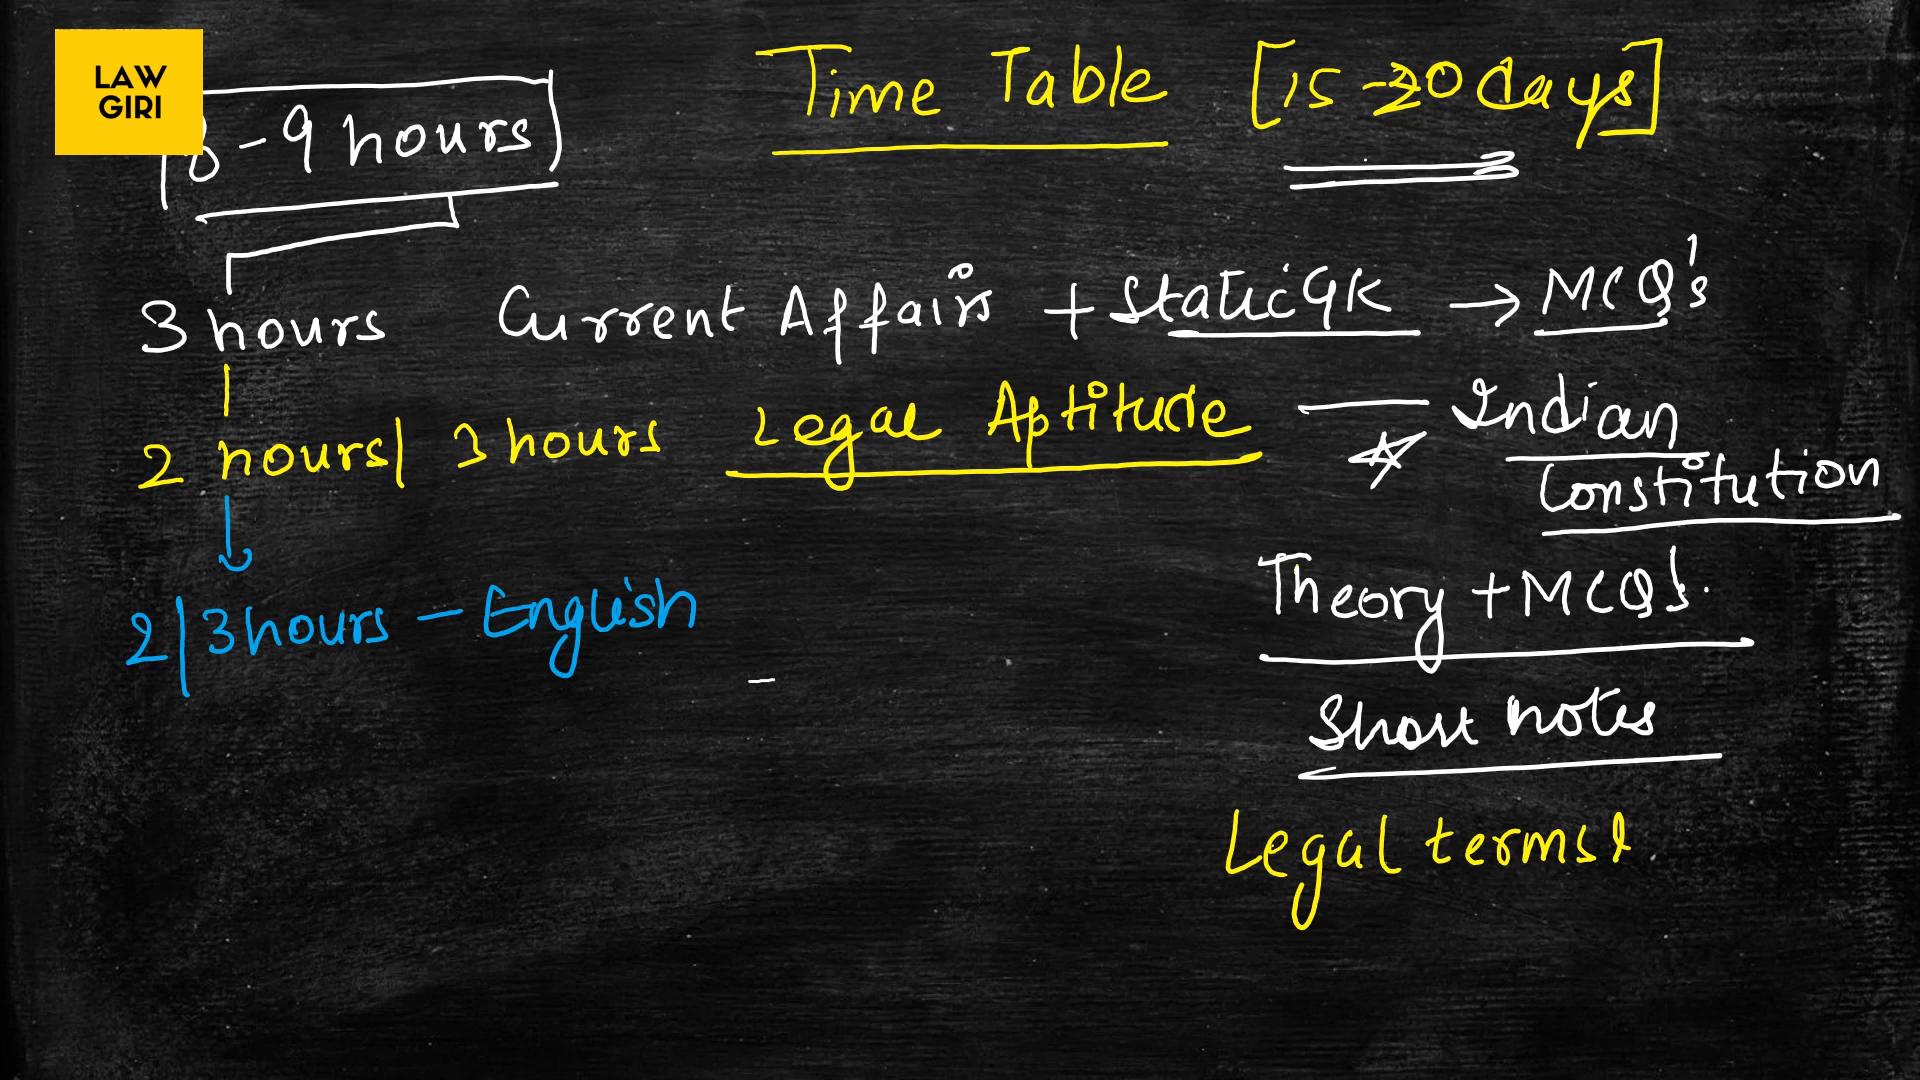 LAW
GIRI
Time Table [15-20 days]
8-9 hours
3 hours Current Affairs + Static GK → MCQ's
2 hours| 3 hours Legal Aptitude — Indian
Constitution
Theory + MCQ's.
2|3 hours - English
Short notes
Legal terms